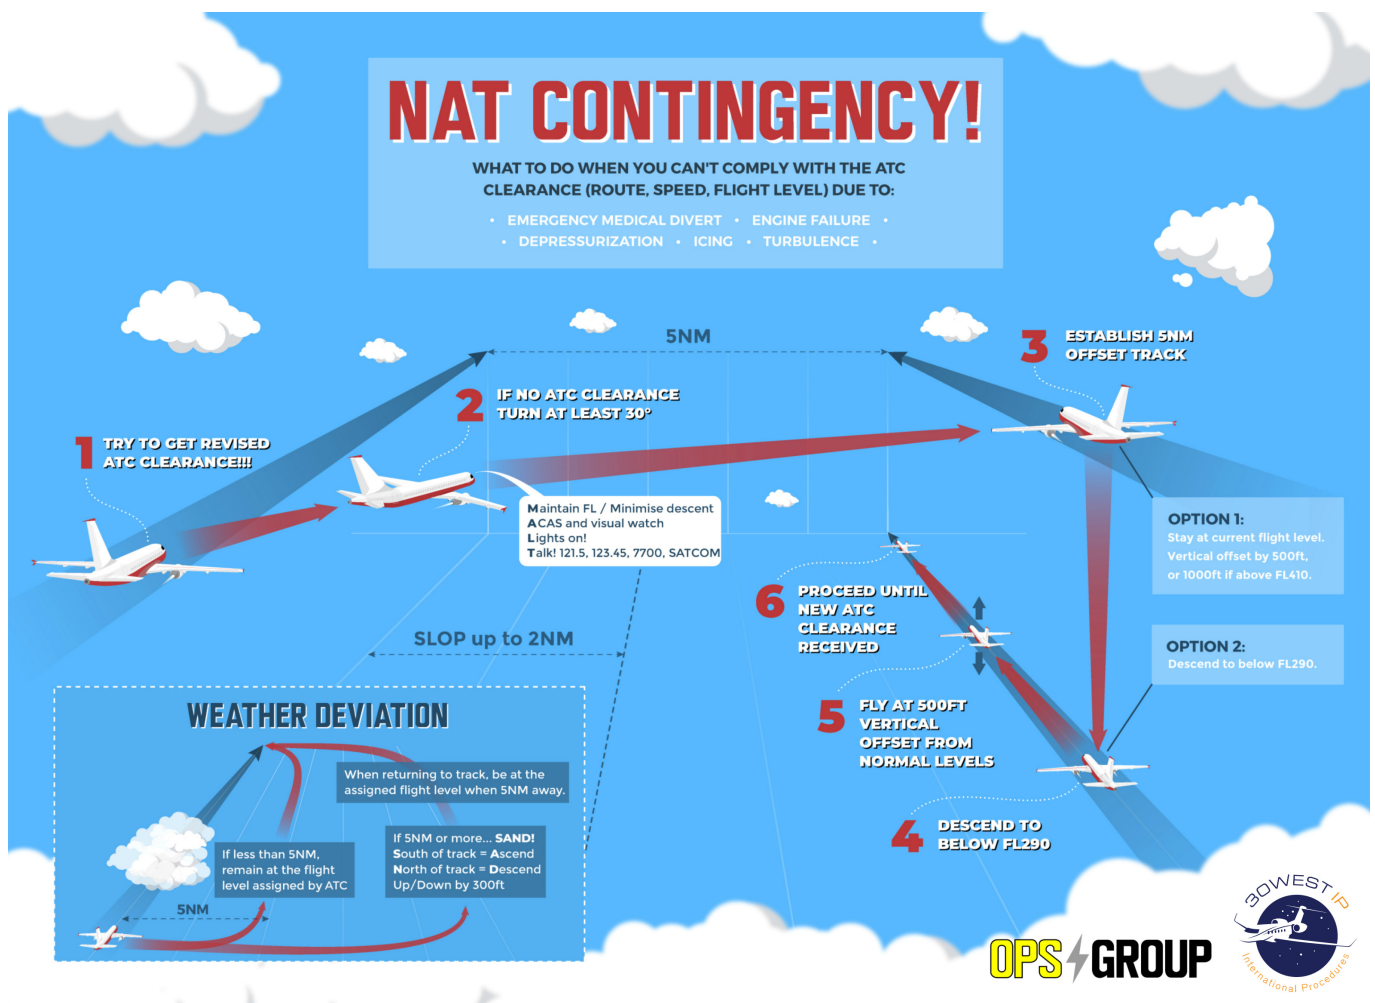 NAT CONTINGENCY!
WHAT TO DO WHEN YOU CAN'T COMPLY WITH THE ATC
CLEARANCE (ROUTE, SPEED, FLIGHT LEVEL) DUE TO:
• EMERGENCY MEDICAL DIVERT • ENGINE FAILURE •
• DEPRESSURIZATION • ICING • TURBULENCE •
5NM
1 TRY TO GET REVISED
ATC CLEARANCE!!!
2 IF NO ATC CLEARANCE
TURN AT LEAST 30°
3 ESTABLISH 5NM
OFFSET TRACK
Maintain FL / Minimise descent
ACAS and visual watch
Lights on!
Talk! 121.5, 123.45, 7700, SATCOM
OPTION 1:
Stay at current flight level.
Vertical offset by 500ft,
or 1000ft if above FL410.
OPTION 2:
Descend to below FL290.
6 PROCEED UNTIL
NEW ATC
CLEARANCE
RECEIVED
5 FLY AT 500FT
VERTICAL
OFFSET FROM
NORMAL LEVELS
4 DESCEND TO
BELOW FL290
SLOP up to 2NM
WEATHER DEVIATION
When returning to track, be at the
assigned flight level when 5NM away.
If less than 5NM,
remain at the flight
level assigned by ATC
If 5NM or more... SAND!
South of track = Ascend
North of track = Descend
Up/Down by 300ft
5NM
OPSGROUP
30WEST IP
International Procedures